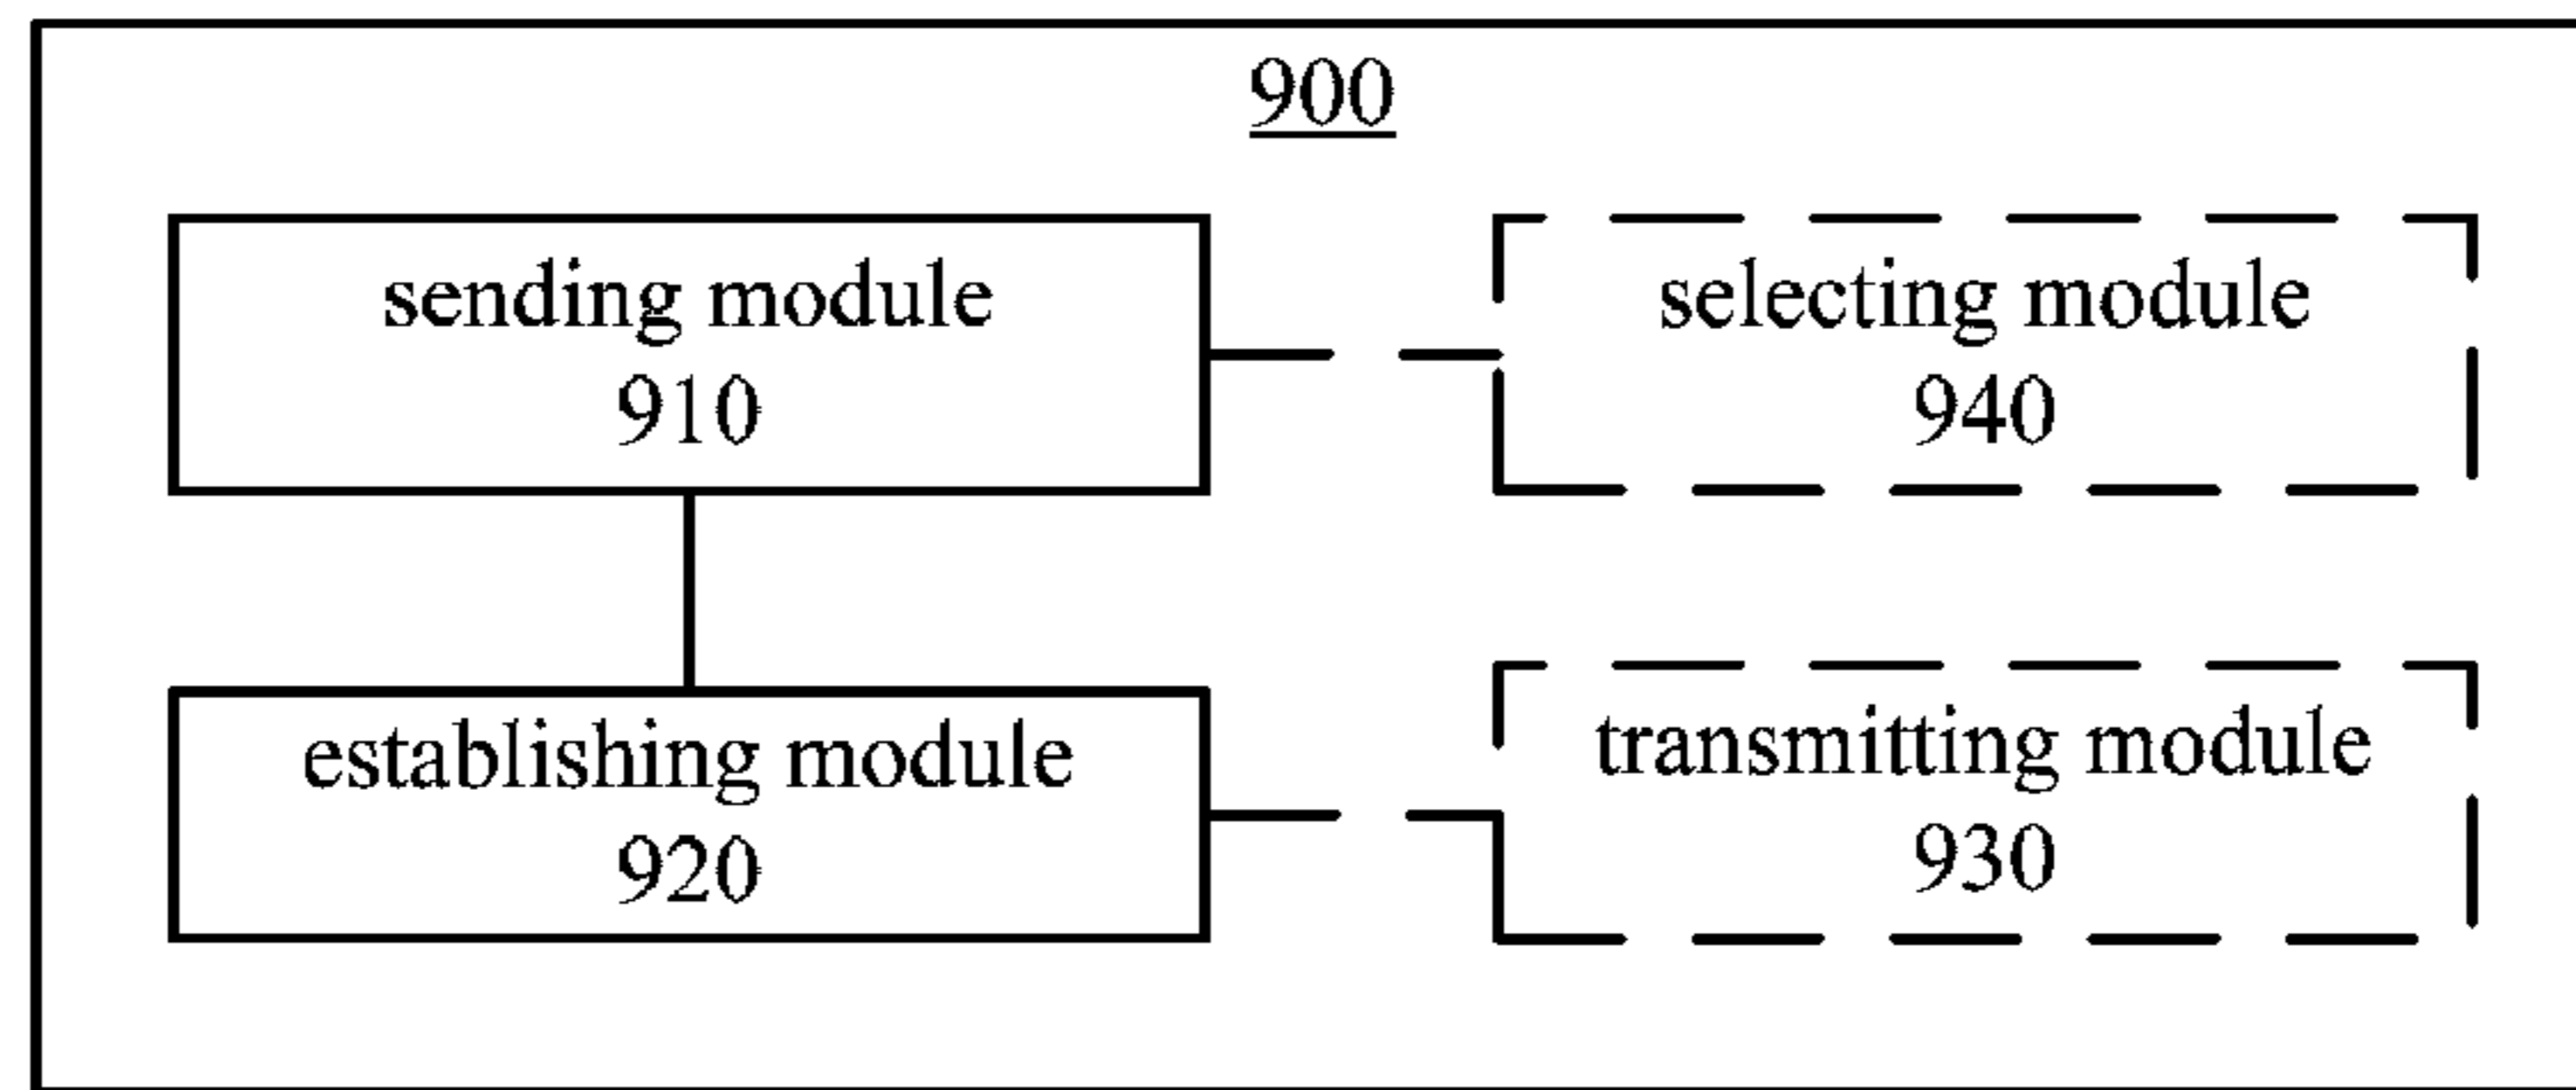 900
sending module
910
selecting module
940
establishing module
920
transmitting module
930